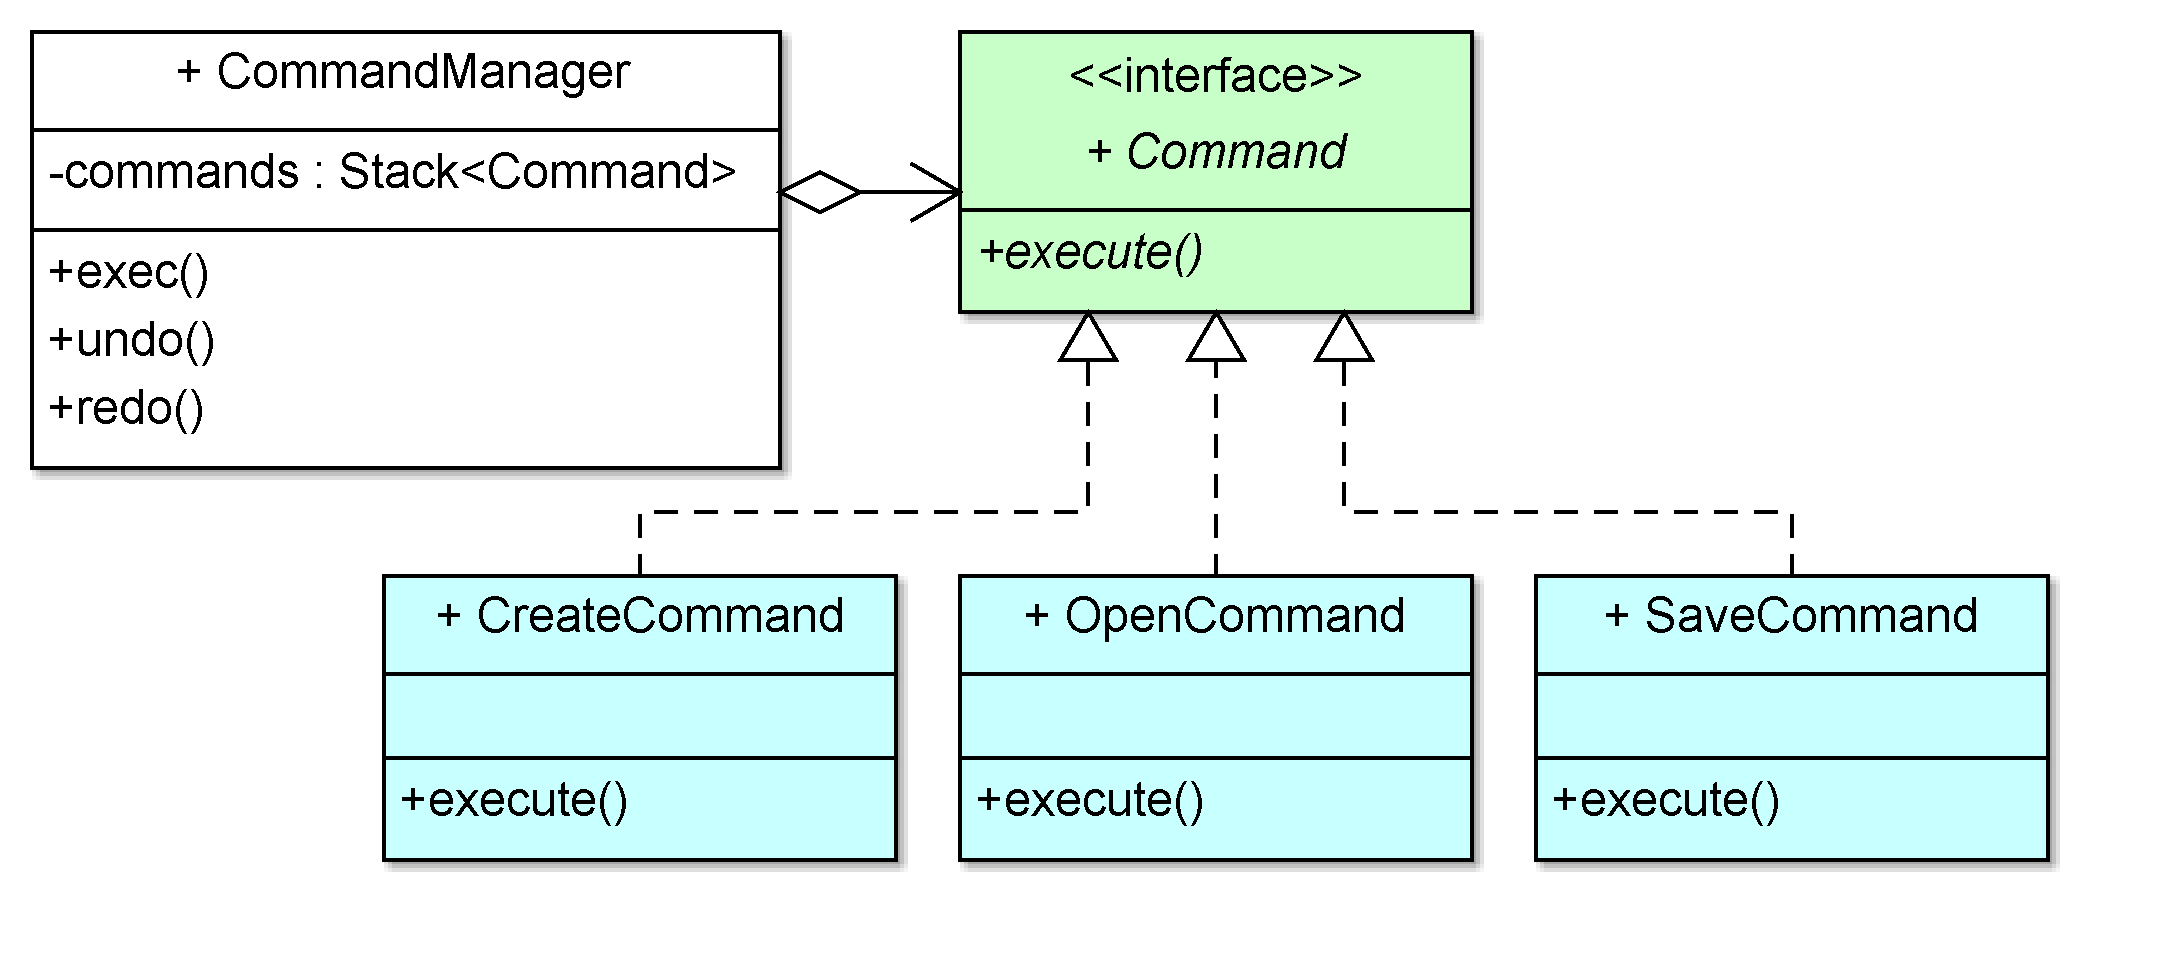 + CommandManager
-commands : Stack<Command>
+exec()
+undo()
+redo()
<<interface>>
+ Command
+execute()
+ CreateCommand
+execute()
+ OpenCommand
+execute()
+ SaveCommand
+execute()